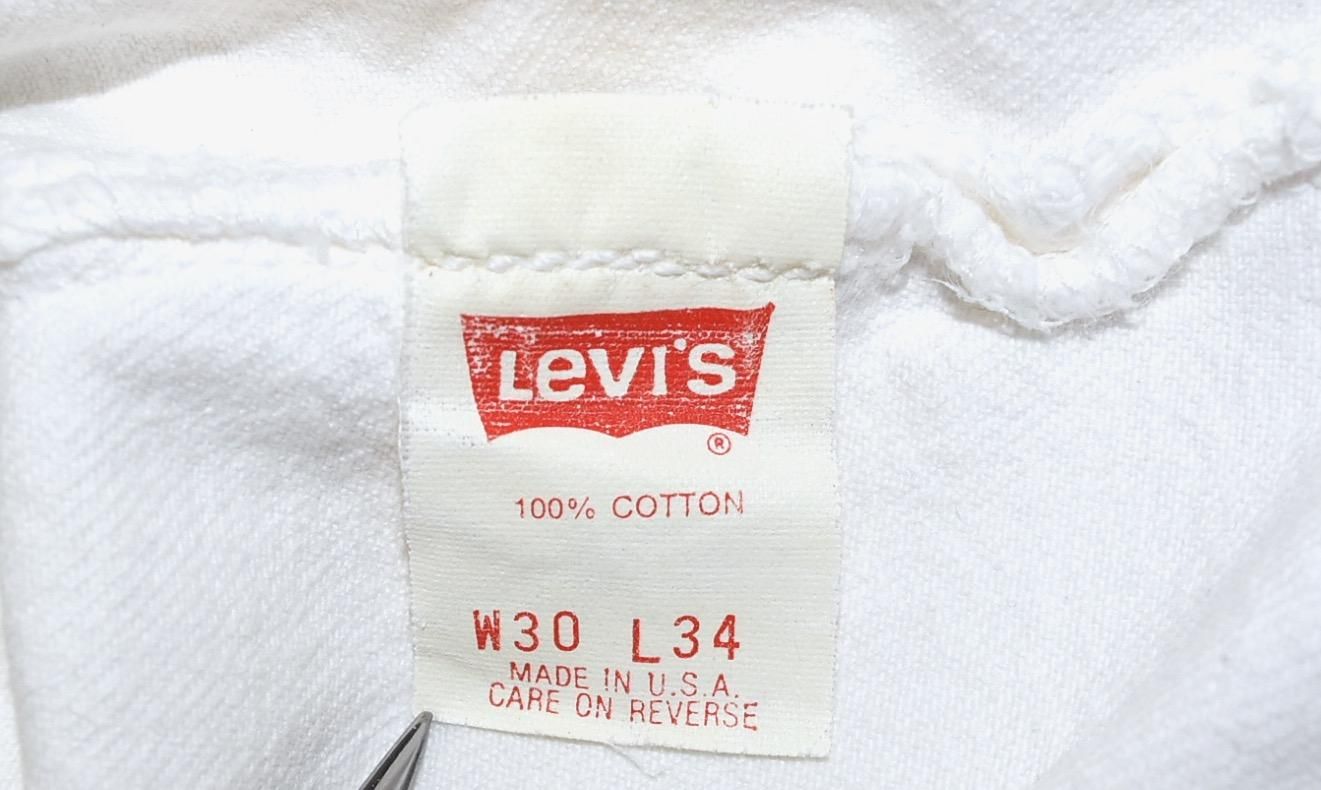 Levi's
®
100% COTTON
W30 L34
MADE IN U.S.A.
CARE ON REVERSE